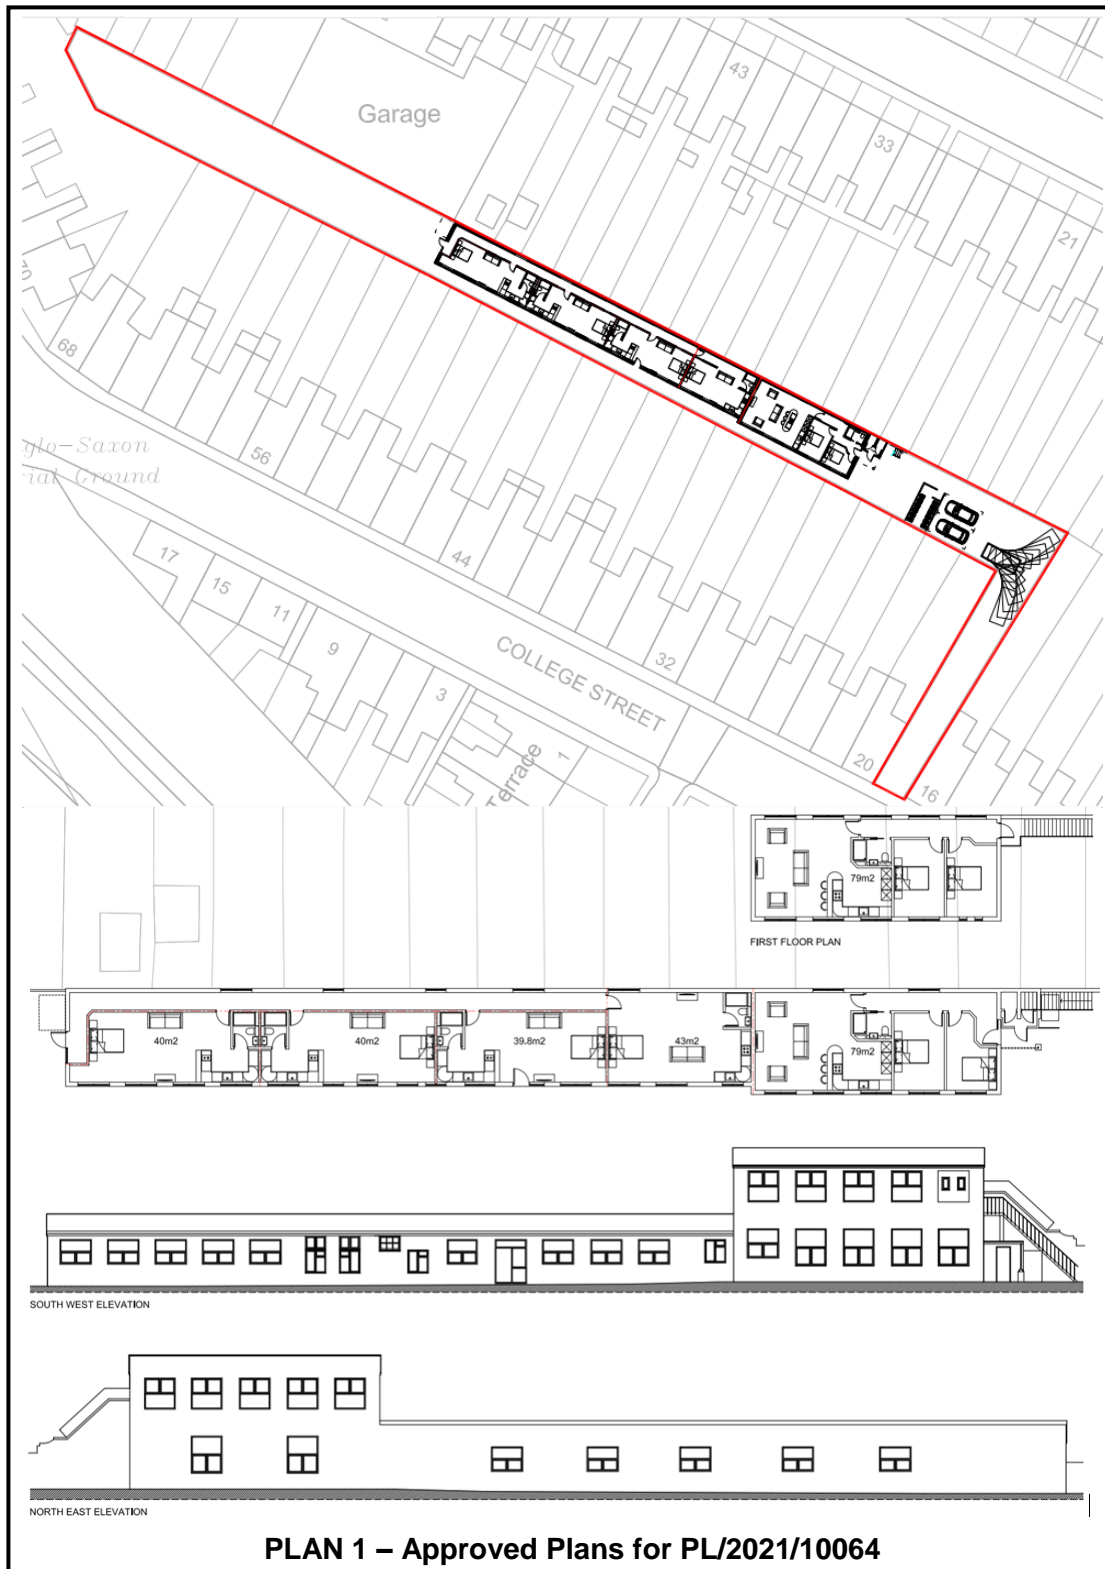 Garage
43
33
21
68
glo-Saxon
ial Ground
56
17
15
11
9
3
44
COLLEGE STREET
32
Terrace
1
20
16
79m2
FIRST FLOOR PLAN
40m2
40m2
39.8m2
43m2
79m2
SOUTH WEST ELEVATION
NORTH EAST ELEVATION
PLAN 1 – Approved Plans for PL/2021/10064